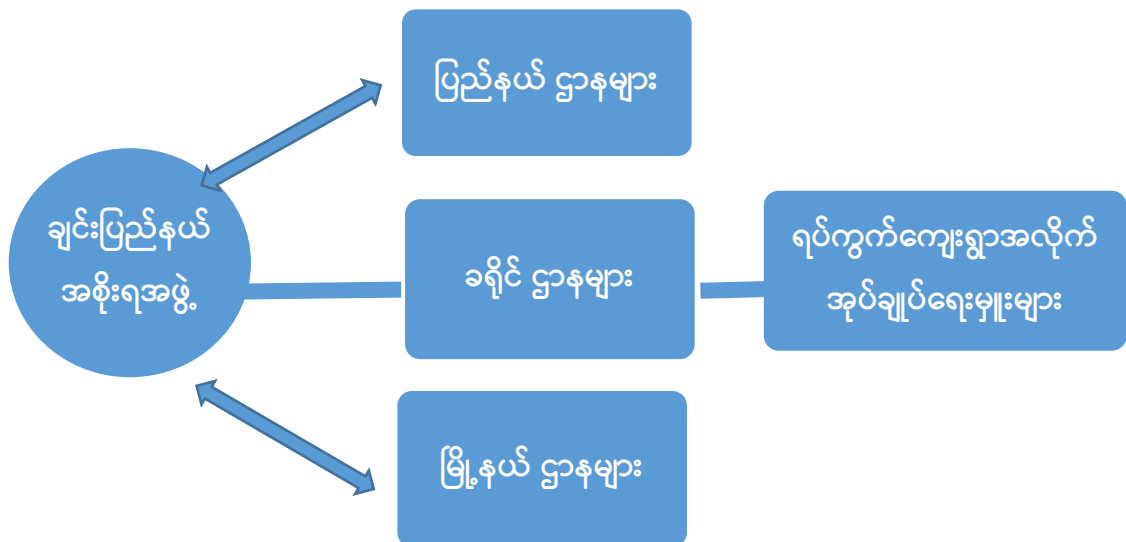 ပြည်နယ် ဌာနများ
ချင်းပြည်နယ်
အစိုးရအဖွဲ့
ခရိုင် ဌာနများ
ရပ်ကွက်ကျေးရွာအလိုက်
အုပ်ချုပ်ရေးမှူးများ
မြို့နယ် ဌာနများ